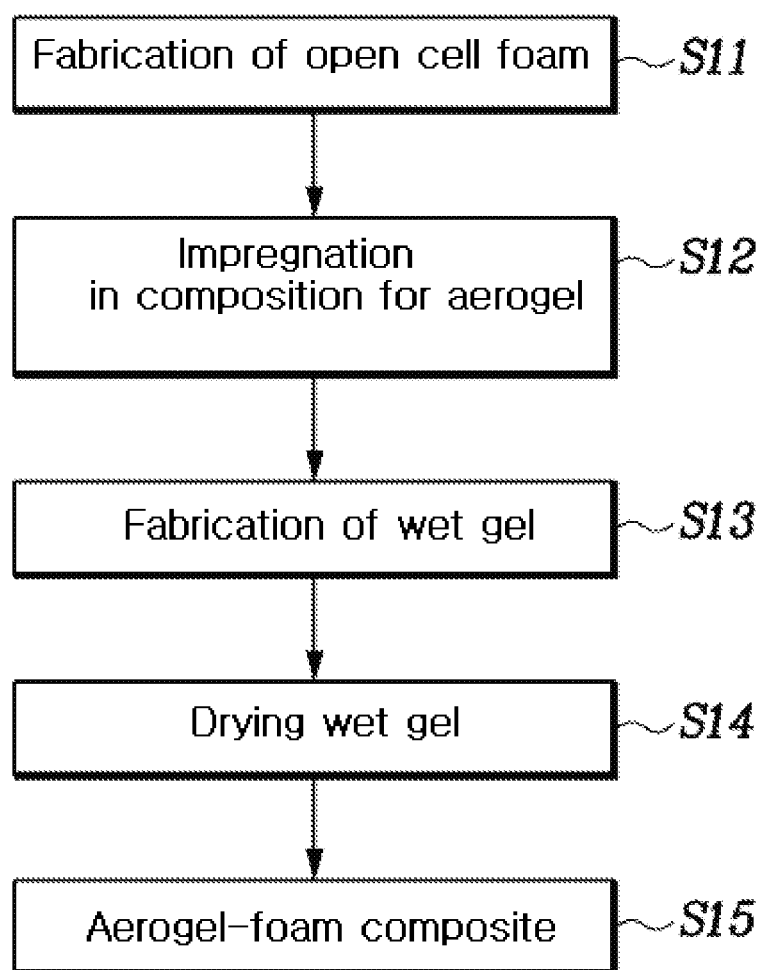 Fabrication of open cell foam S11
Impregnation
in composition for aerogel S12
Fabrication of wet gel S13
Drying wet gel S14
Aerogel-foam composite S15